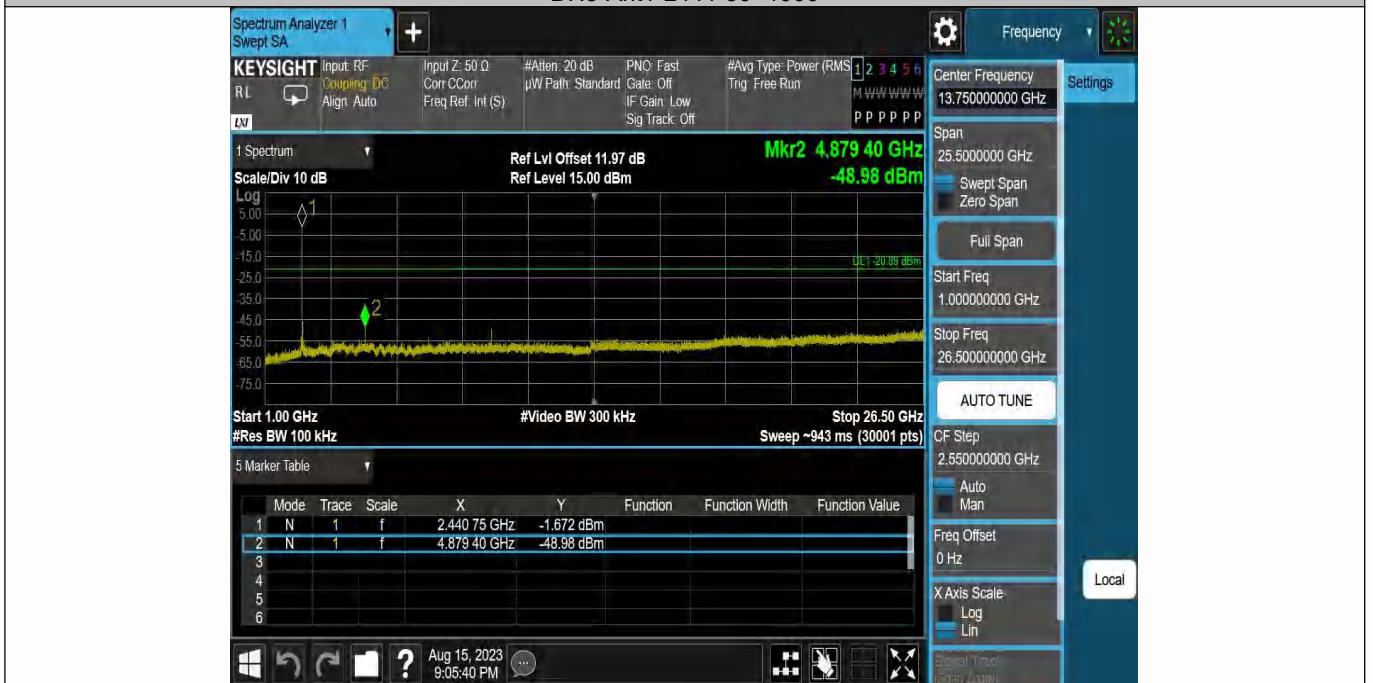 Spectrum Analyzer 1
Swept SA
+
Frequency
KEYSIGHT
RL
LXI
Input: RF
Coupling: DC
Align: Auto
Input Z: 50 Ω
Corr CCorr
Freq Ref: Int (S)
#Atten: 20 dB
µW Path: Standard
PNO: Fast
Gate: Off
IF Gain: Low
Sig Track: Off
#Avg Type: Power (RMS
Trig: Free Run
1 2 3 4 5 6
M W W W W W
P P P P P P
Center Frequency
13.750000000 GHz
Settings
1 Spectrum
Scale/Div 10 dB
Ref Lvl Offset 11.97 dB
Ref Level 15.00 dBm
Mkr2 4.879 40 GHz
-48.98 dBm
Span
25.5000000 GHz
Swept Span
Zero Span
Full Span
Log
5.00
-5.00
-15.0
-25.0
-35.0
-45.0
-55.0
-65.0
-75.0
1
2
DL1 -20.89 dBm
Start Freq
1.000000000 GHz
Stop Freq
26.500000000 GHz
AUTO TUNE
Start 1.00 GHz
#Video BW 300 kHz
Stop 26.50 GHz
#Res BW 100 kHz
Sweep ~943 ms (30001 pts)
CF Step
2.550000000 GHz
Auto
Man
5 Marker Table
Mode Trace Scale X Y Function Function Width Function Value
1 N 1 f 2.440 75 GHz -1.672 dBm
2 N 1 f 4.879 40 GHz -48.98 dBm
3
4
5
6
Freq Offset
0 Hz
Local
X Axis Scale
Log
Lin
?
Aug 15, 2023
9:05:40 PM